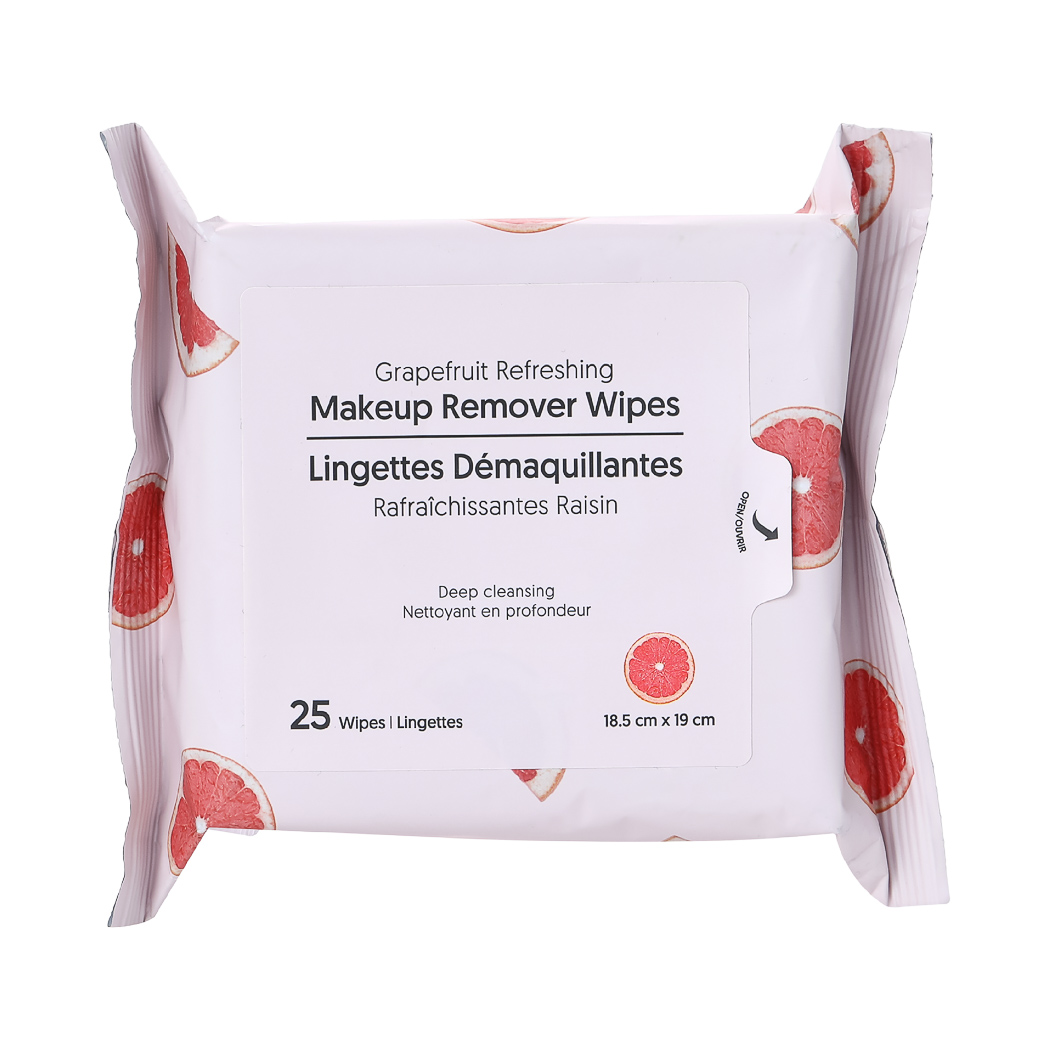 Grapefruit Refreshing
Makeup Remover Wipes
Lingettes Démaquillantes
Rafraîchissantes Raisin
OPEN/OUVRIR
Deep cleansing
Nettoyant en profondeur
25 Wipes | Lingettes
18.5 cm x 19 cm